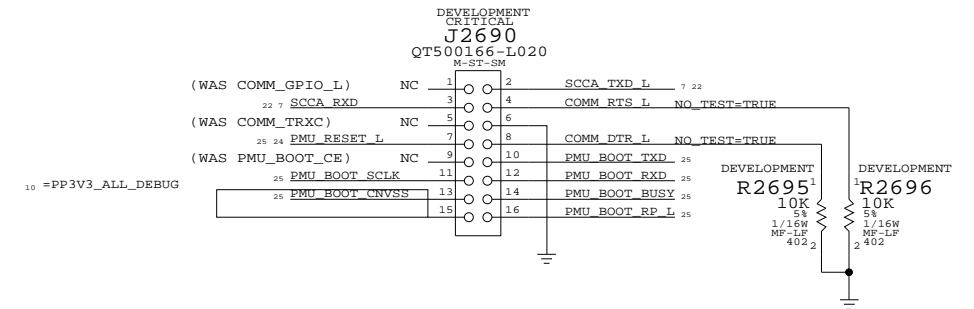 DEVELOPMENT
CRITICAL
J2690
QT500166-L020
M-ST-SM
(WAS COMM_GPIO_L) NC 1 2 SCCA_TXD_L 7 22
22 7 SCCA_RXD 3 4 COMM_RTS_L NO_TEST=TRUE
(WAS COMM_TRXC) NC 5 6
25 24 PMU_RESET_L 7 8 COMM_DTR_L NO_TEST=TRUE
(WAS PMU_BOOT_CE) NC 9 10 PMU_BOOT_TXD 25
25 PMU_BOOT_SCLK 11 12 PMU_BOOT_RXD 25
10 =PP3V3_ALL_DEBUG
25 PMU_BOOT_CNVSS 13 14 PMU_BOOT_BUSY 25
15 16 PMU_BOOT_RP_L 25
DEVELOPMENT
R2695 1
10K
5%
1/16W
MF-LF
402 2
DEVELOPMENT
1 R2696
10K
5%
1/16W
MF-LF
2 402